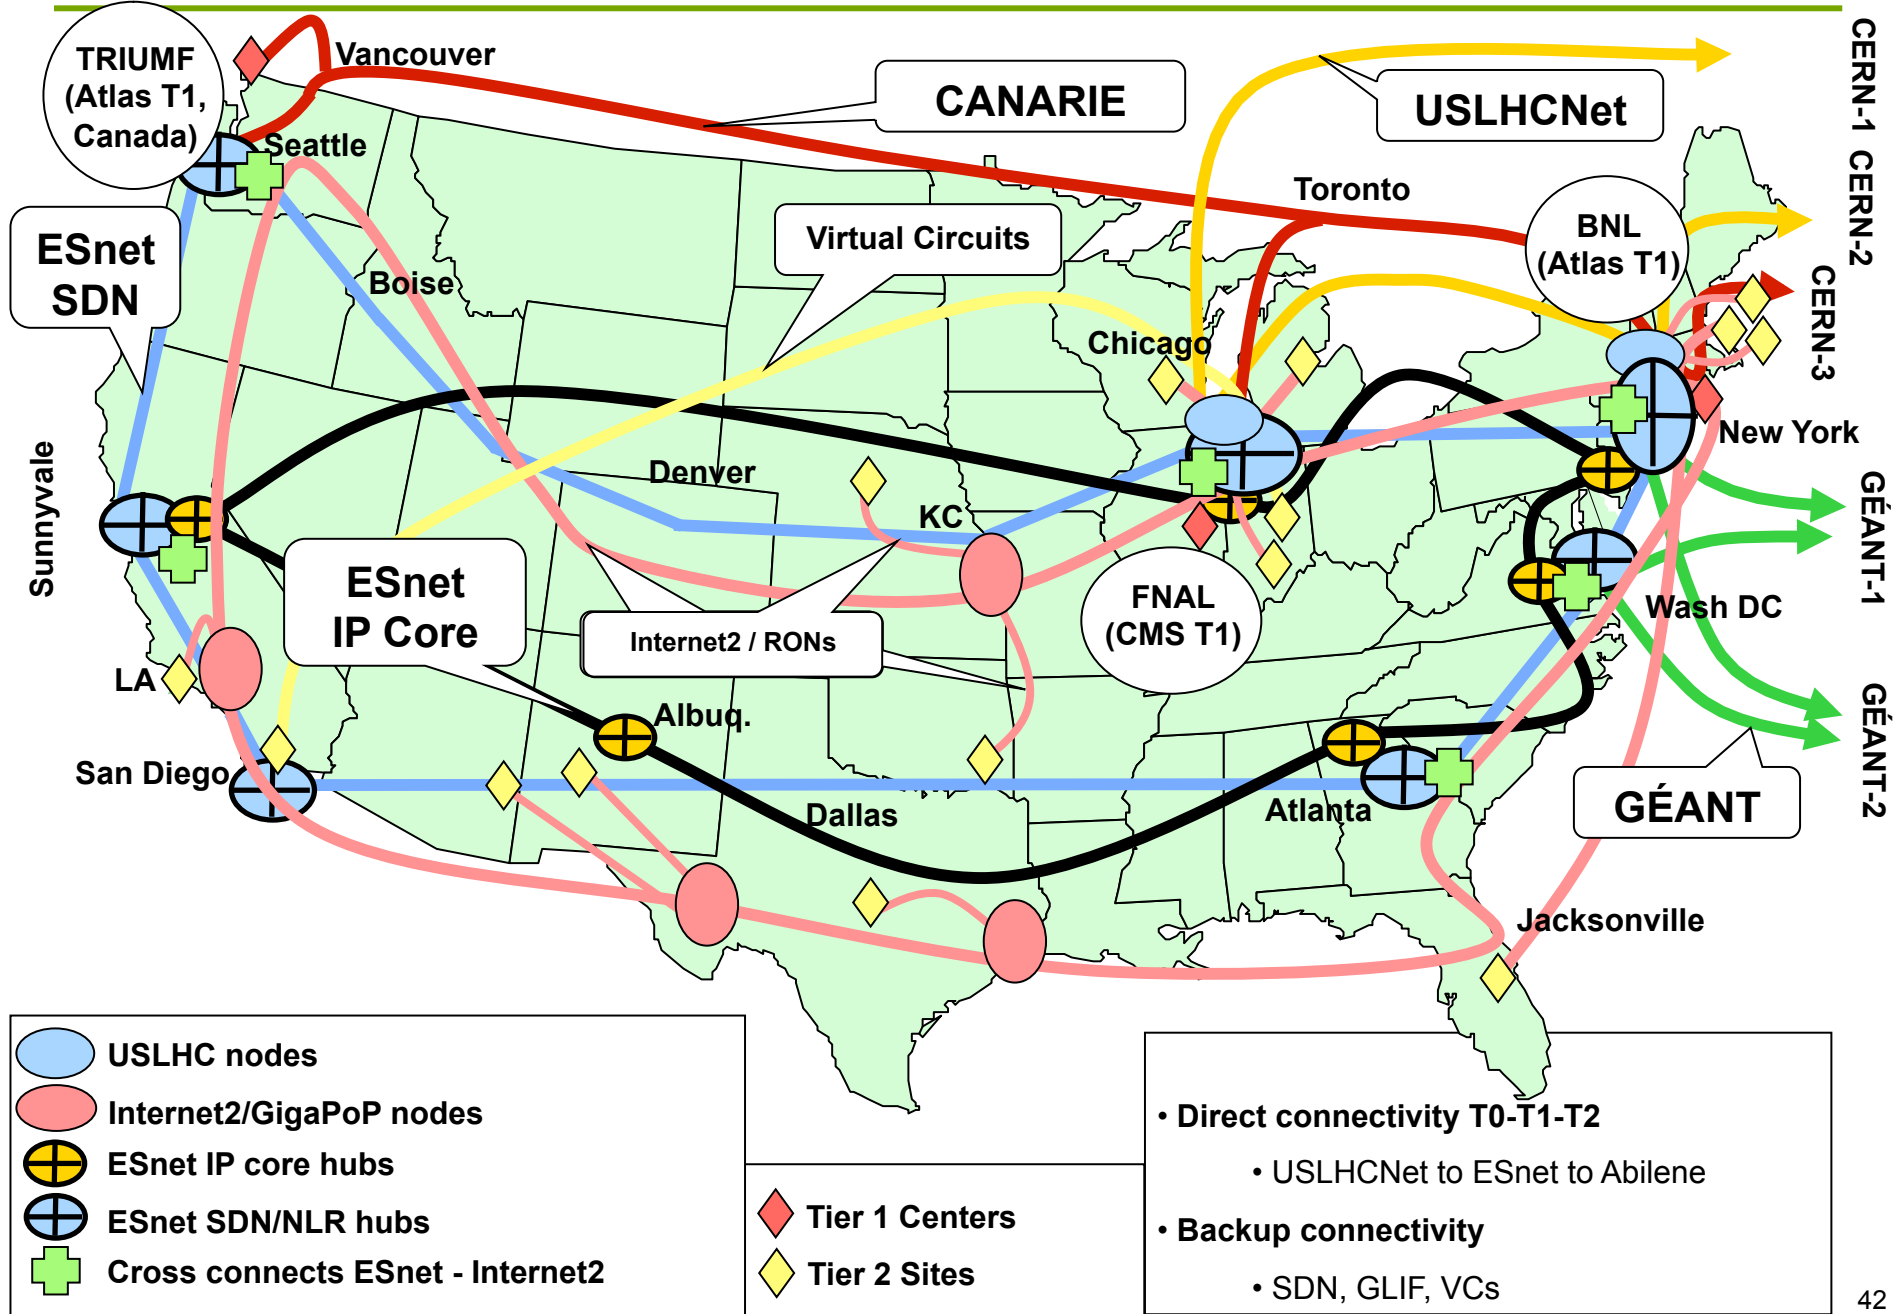 TRIUMF
(Atlas T1,
Canada)
Vancouver
CANARIE
USLHCNet
CERN-1
CERN-2
CERN-3
Seattle
Toronto
BNL
(Atlas T1)
ESnet
SDN
Virtual Circuits
Boise
Chicago
New York
Denver
KC
Sunnyvale
GÉANT-1
ESnet
IP Core
Internet2 / RONs
FNAL
(CMS T1)
Wash DC
LA
Albuq.
GÉANT-2
San Diego
Dallas
Atlanta
GÉANT
Jacksonville
USLHC nodes
Internet2/GigaPoP nodes
ESnet IP core hubs
ESnet SDN/NLR hubs
Cross connects ESnet - Internet2
Tier 1 Centers
Tier 2 Sites
• Direct connectivity T0-T1-T2
• USLHCNet to ESnet to Abilene
• Backup connectivity
• SDN, GLIF, VCs
42